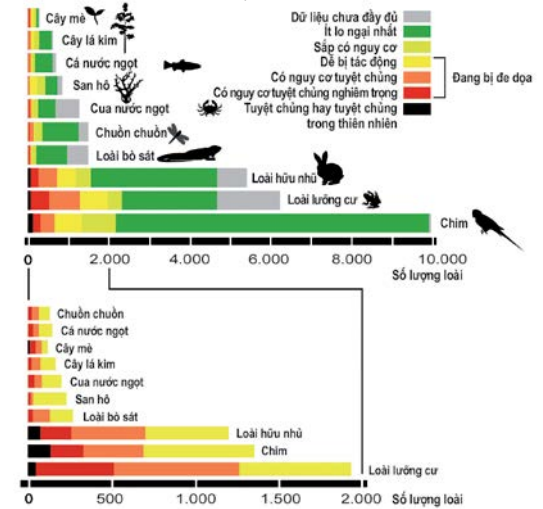 Dữ liệu chưa đầy đủ
Ít lo ngại nhất
Sắp có nguy cơ
Dễ bị tác động
Có nguy cơ tuyệt chủng
Có nguy cơ tuyệt chủng nghiêm trọng
Tuyệt chủng hay tuyệt chủng
trong thiên nhiên
Đang bị đe dọa
Cây mè
Cây lá kim
Cá nước ngọt
San hô
Cua nước ngọt
Chuồn chuồn
Loài bò sát
Loài hữu nhũ
Loài lưỡng cư
Chim
0 2.000 4.000 6.000 8.000 10.000
Số lượng loài
Chuồn chuồn
Cá nước ngọt
Cây mè
Cây lá kim
Cua nước ngọt
San hô
Loài bò sát
Loài hữu nhủ
Chim
Loài lưỡng cư
0 500 1.000 1.500 2.000 Số lượng loài